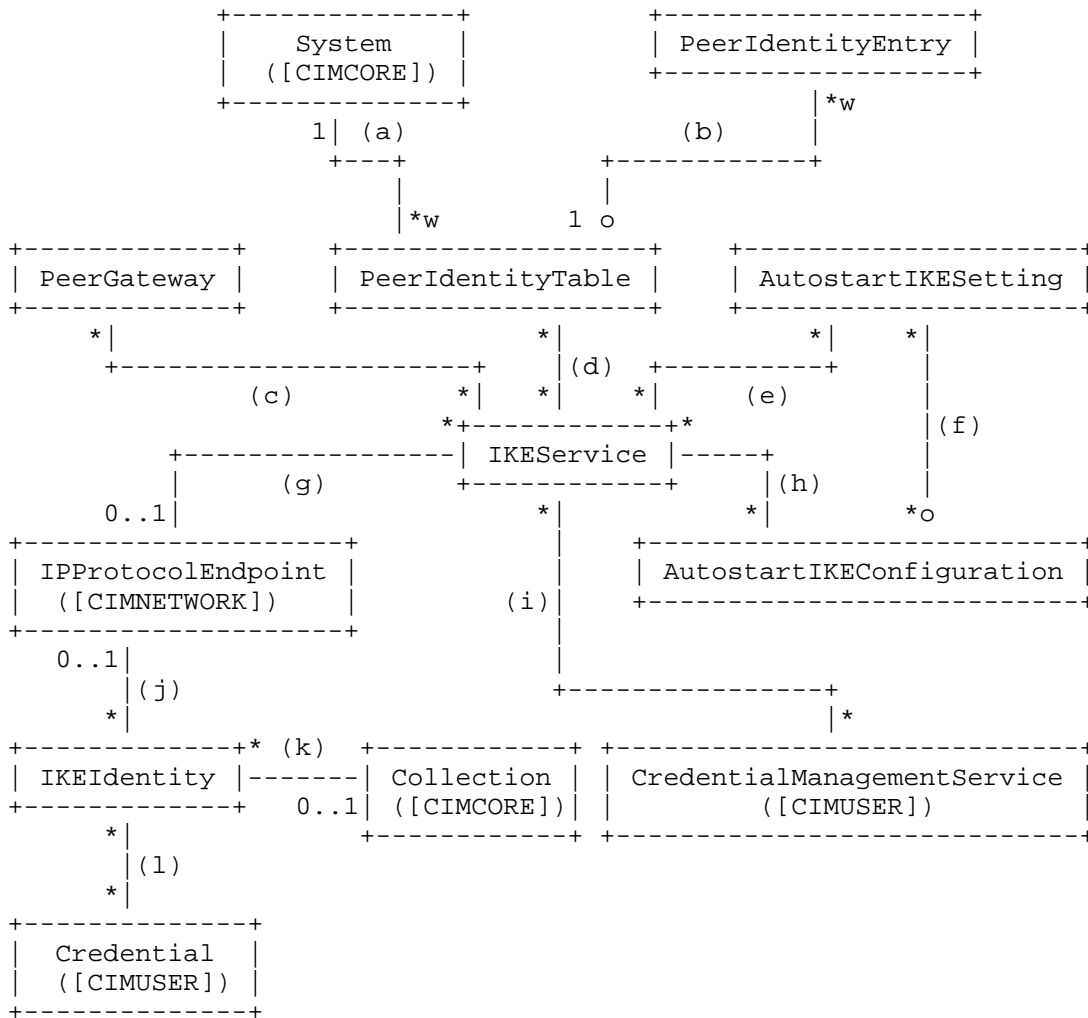 +--------------+                      +-------------------+
|    System    |                      | PeerIdentityEntry |
|  ([CIMCORE]) |                      +-------------------+
+--------------+                                |*w
1| (a)                 (b)      |
+---+            +------------+
|            |
|*w        1 o
+-------------+     +-------------------+    +---------------------+
| PeerGateway |     | PeerIdentityTable |    | AutostartIKESetting |
+-------------+     +-------------------+    +---------------------+
*|                         *|               *|    *|
+----------------------+    |(d)  +----------+     |
(c)           *|   *|    *|    (e)         |
*+------------+*              |(f)
+-----------------| IKEService |-----+         |
|      (g)        +------------+     |(h)      |
0..1|                      *|           *|        *o
+--------------------+            |    +---------------------------+
| IPProtocolEndpoint |            |    | AutostartIKEConfiguration |
|   ([CIMNETWORK])   |         (i)|    +---------------------------+
+--------------------+            |
0..1|                          |
|(j)                       +----------------+
*|                                           |*
+-------------+* (k)  +------------+ +----------------------------+
| IKEIdentity |-------| Collection | | CredentialManagementService |
+-------------+   0..1| ([CIMCORE])| |         ([CIMUSER])         |
*|             +------------+ +----------------------------+
|(l)
*|
+--------------+
|  Credential  |
|  ([CIMUSER]) |
+--------------+